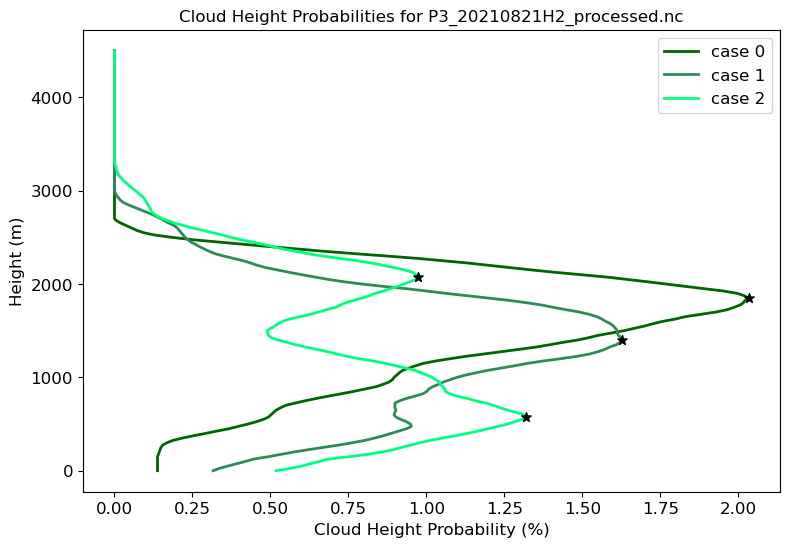 Cloud Height Probabilities for P3_20210821H2_processed.nc
case 0
case 1
case 2
4000
3000
2000
1000
0
Height (m)
0.00 0.25 0.50 0.75 1.00 1.25 1.50 1.75 2.00
Cloud Height Probability (%)